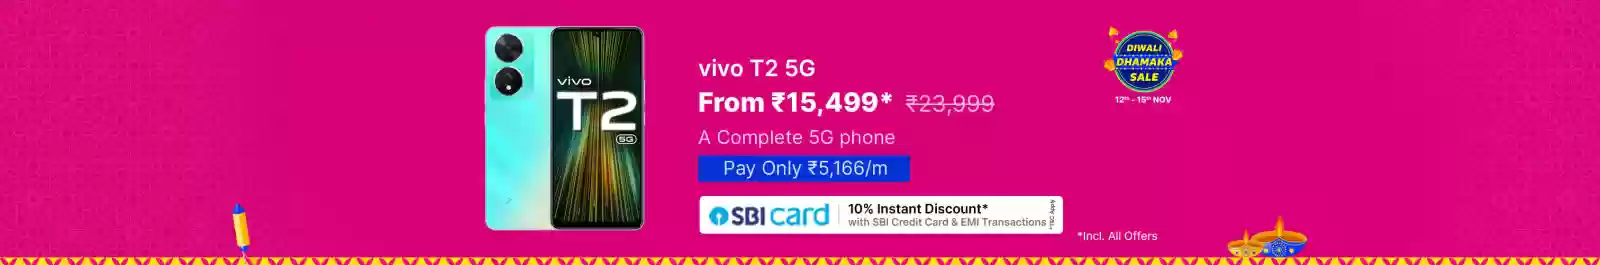 vivo
T2
5G
vivo T2 5G
From ₹15,499* ₹23,999
A Complete 5G phone
Pay Only ₹5,166/m
SBI card
10% Instant Discount*
with SBI Credit Card & EMI Transactions
*T&C Apply
*Incl. All Offers
DIWALI
DHAMAKA
SALE
12th - 15th NOV